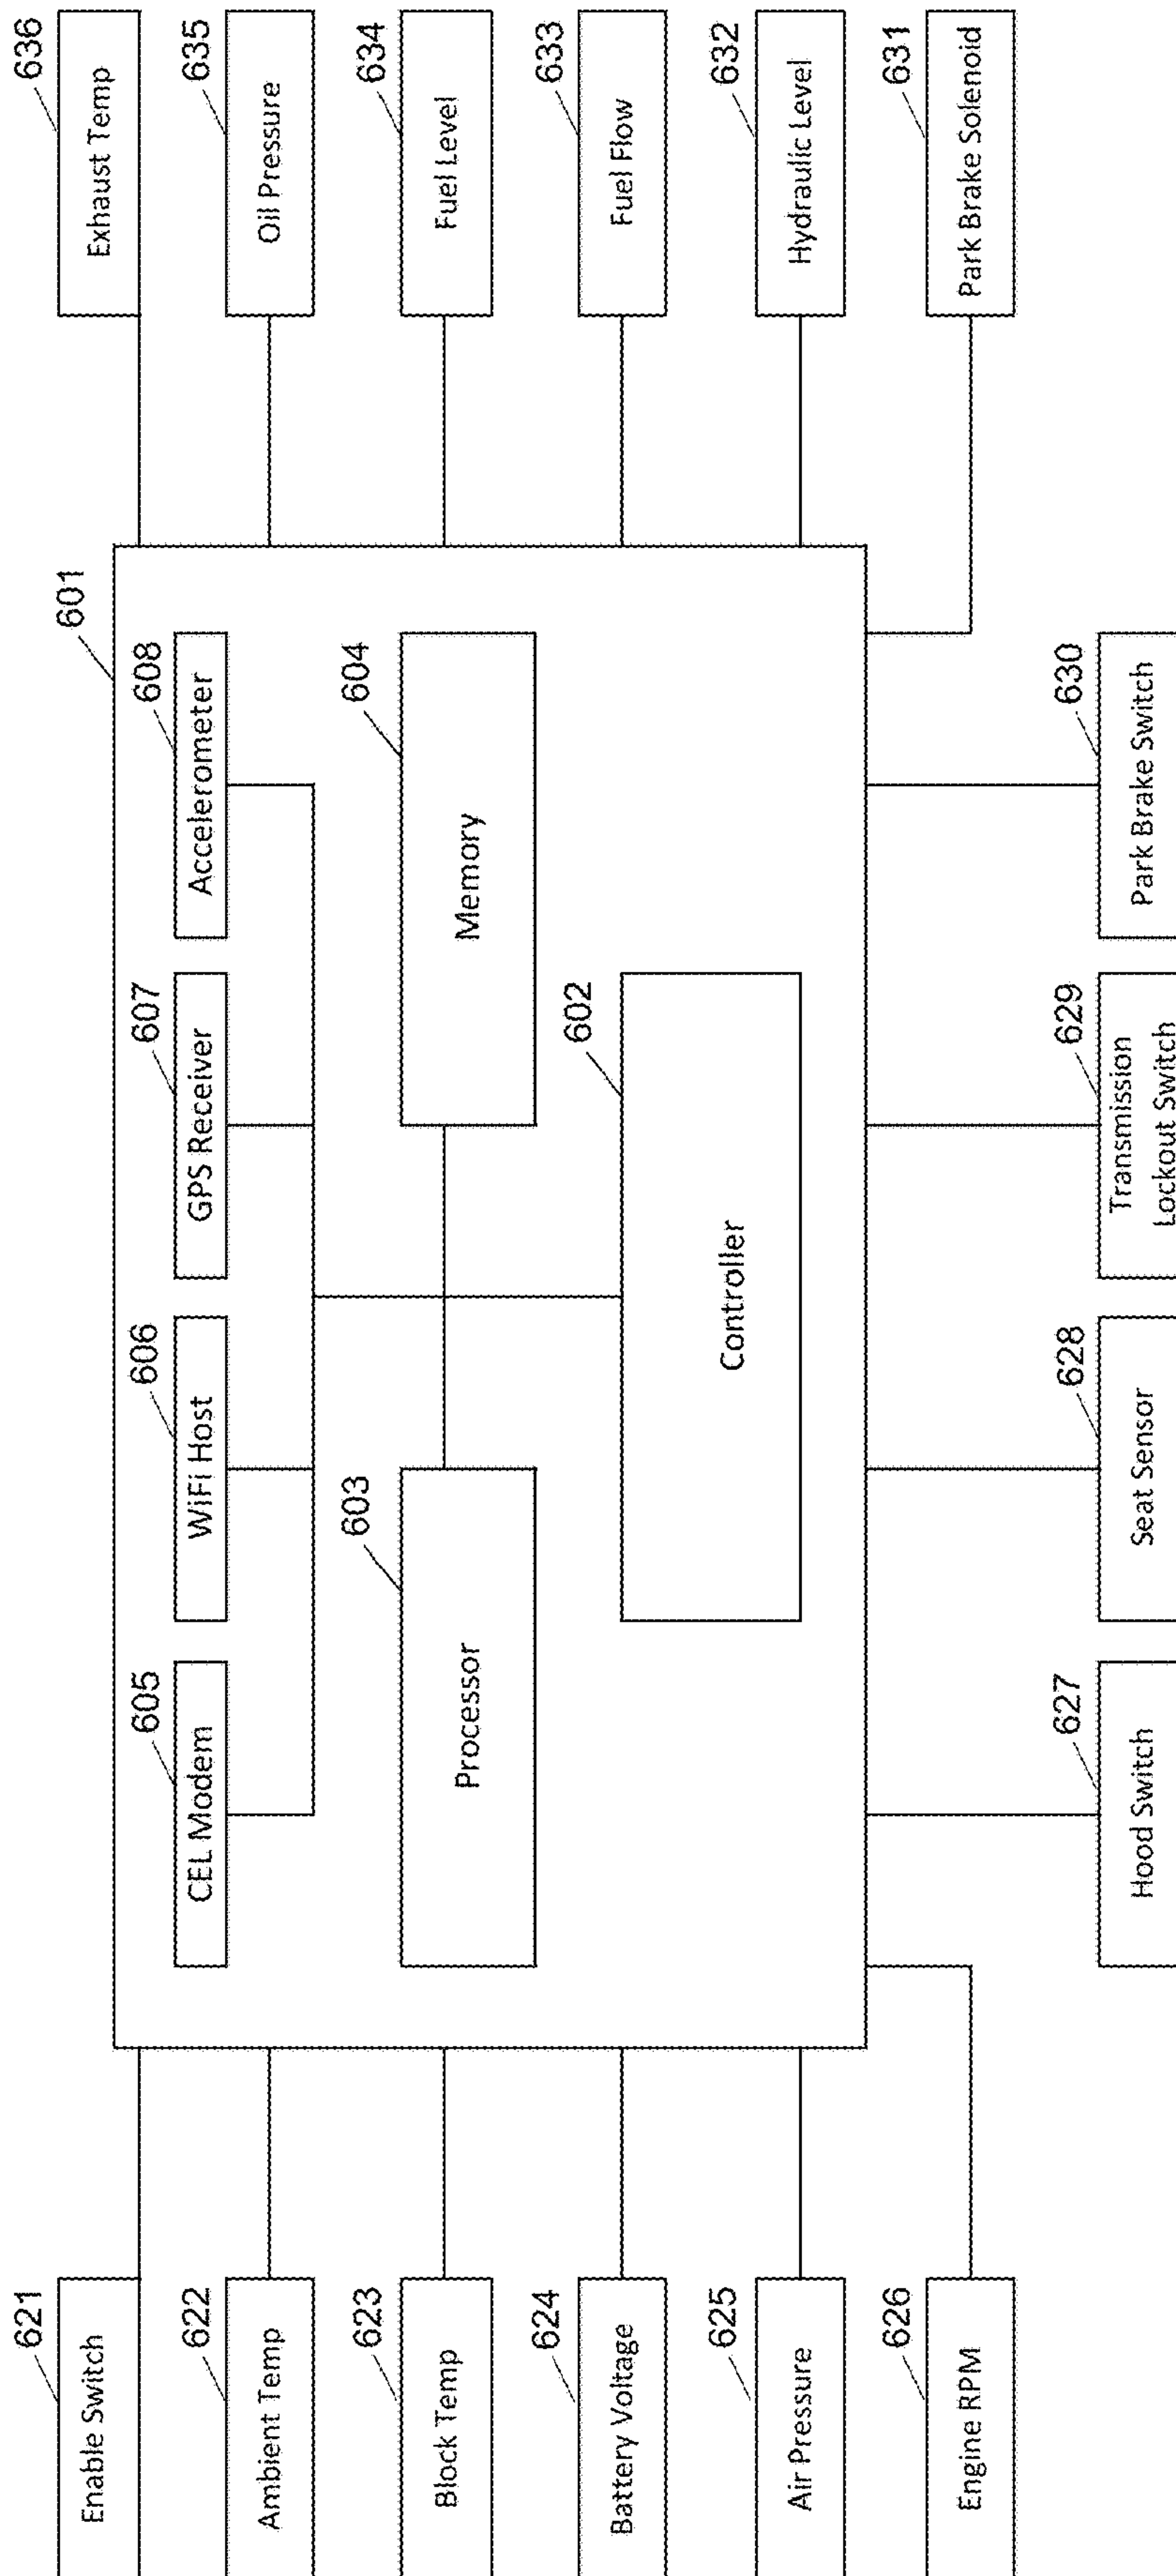 621
Enable Switch
622
Ambient Temp
623
Block Temp
624
Battery Voltage
625
Air Pressure
626
Engine RPM
601
605
CEL Modem
606
WiFi Host
607
GPS Receiver
608
Accelerometer
603
Processor
604
Memory
602
Controller
627
Hood Switch
628
Seat Sensor
629
Transmission
Lockout Switch
630
Park Brake Switch
636
Exhaust Temp
635
Oil Pressure
634
Fuel Level
633
Fuel Flow
632
Hydraulic Level
631
Park Brake Solenoid